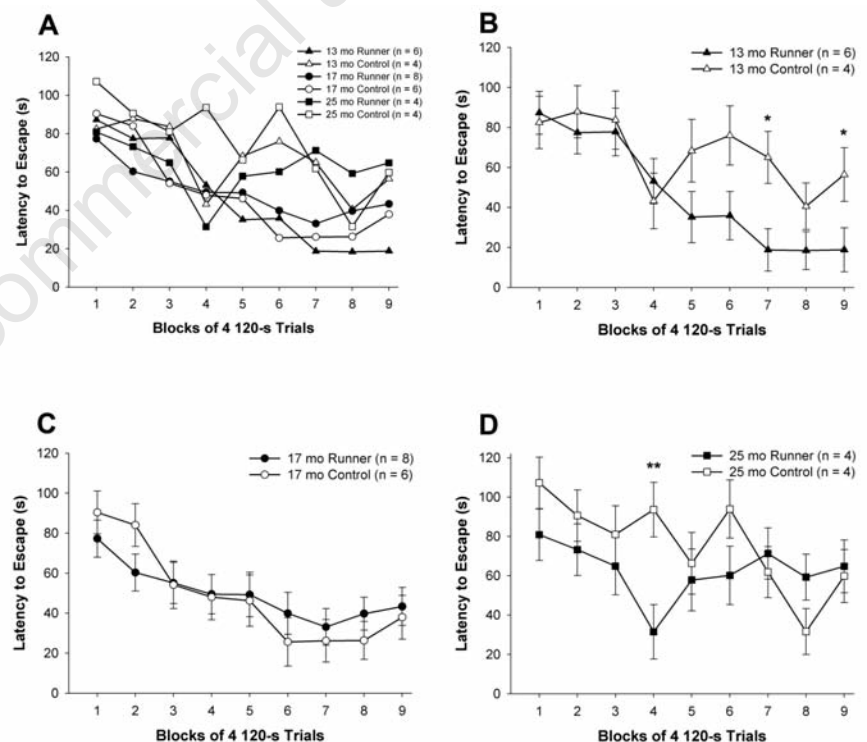 ommercial
A
13 mo Runner (n = 6)
13 mo Control (n = 4)
17 mo Runner (n = 8)
17 mo Control (n = 6)
25 mo Runner (n = 4)
25 mo Control (n = 4)
Latency to Escape (s)
120
100
80
60
40
20
0
1 2 3 4 5 6 7 8 9
Blocks of 4 120-s Trials
B
13 mo Runner (n = 6)
13 mo Control (n = 4)
Latency to Escape (s)
120
100
80
60
40
20
0
* *
1 2 3 4 5 6 7 8 9
Blocks of 4 120-s Trials
C
17 mo Runner (n = 8)
17 mo Control (n = 6)
Latency to Escape (s)
120
100
80
60
40
20
0
1 2 3 4 5 6 7 8 9
Blocks of 4 120-s Trials
D
25 mo Runner (n = 4)
25 mo Control (n = 4)
Latency to Escape (s)
120
100
80
60
40
20
0
**
1 2 3 4 5 6 7 8 9
Blocks of 4 120-s Trials